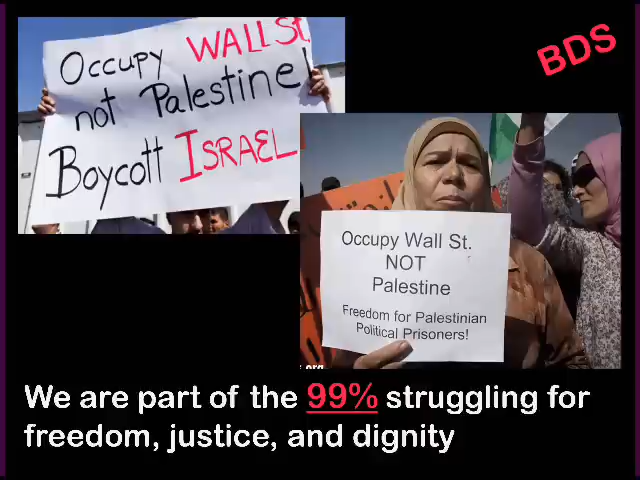 BDS
Occupy WALL St.
not Palestine!
Boycott ISRAEL
Occupy Wall St.
NOT
Palestine
Freedom for Palestinian
Political Prisoners!
.org
We are part of the 99% struggling for
freedom, justice, and dignity